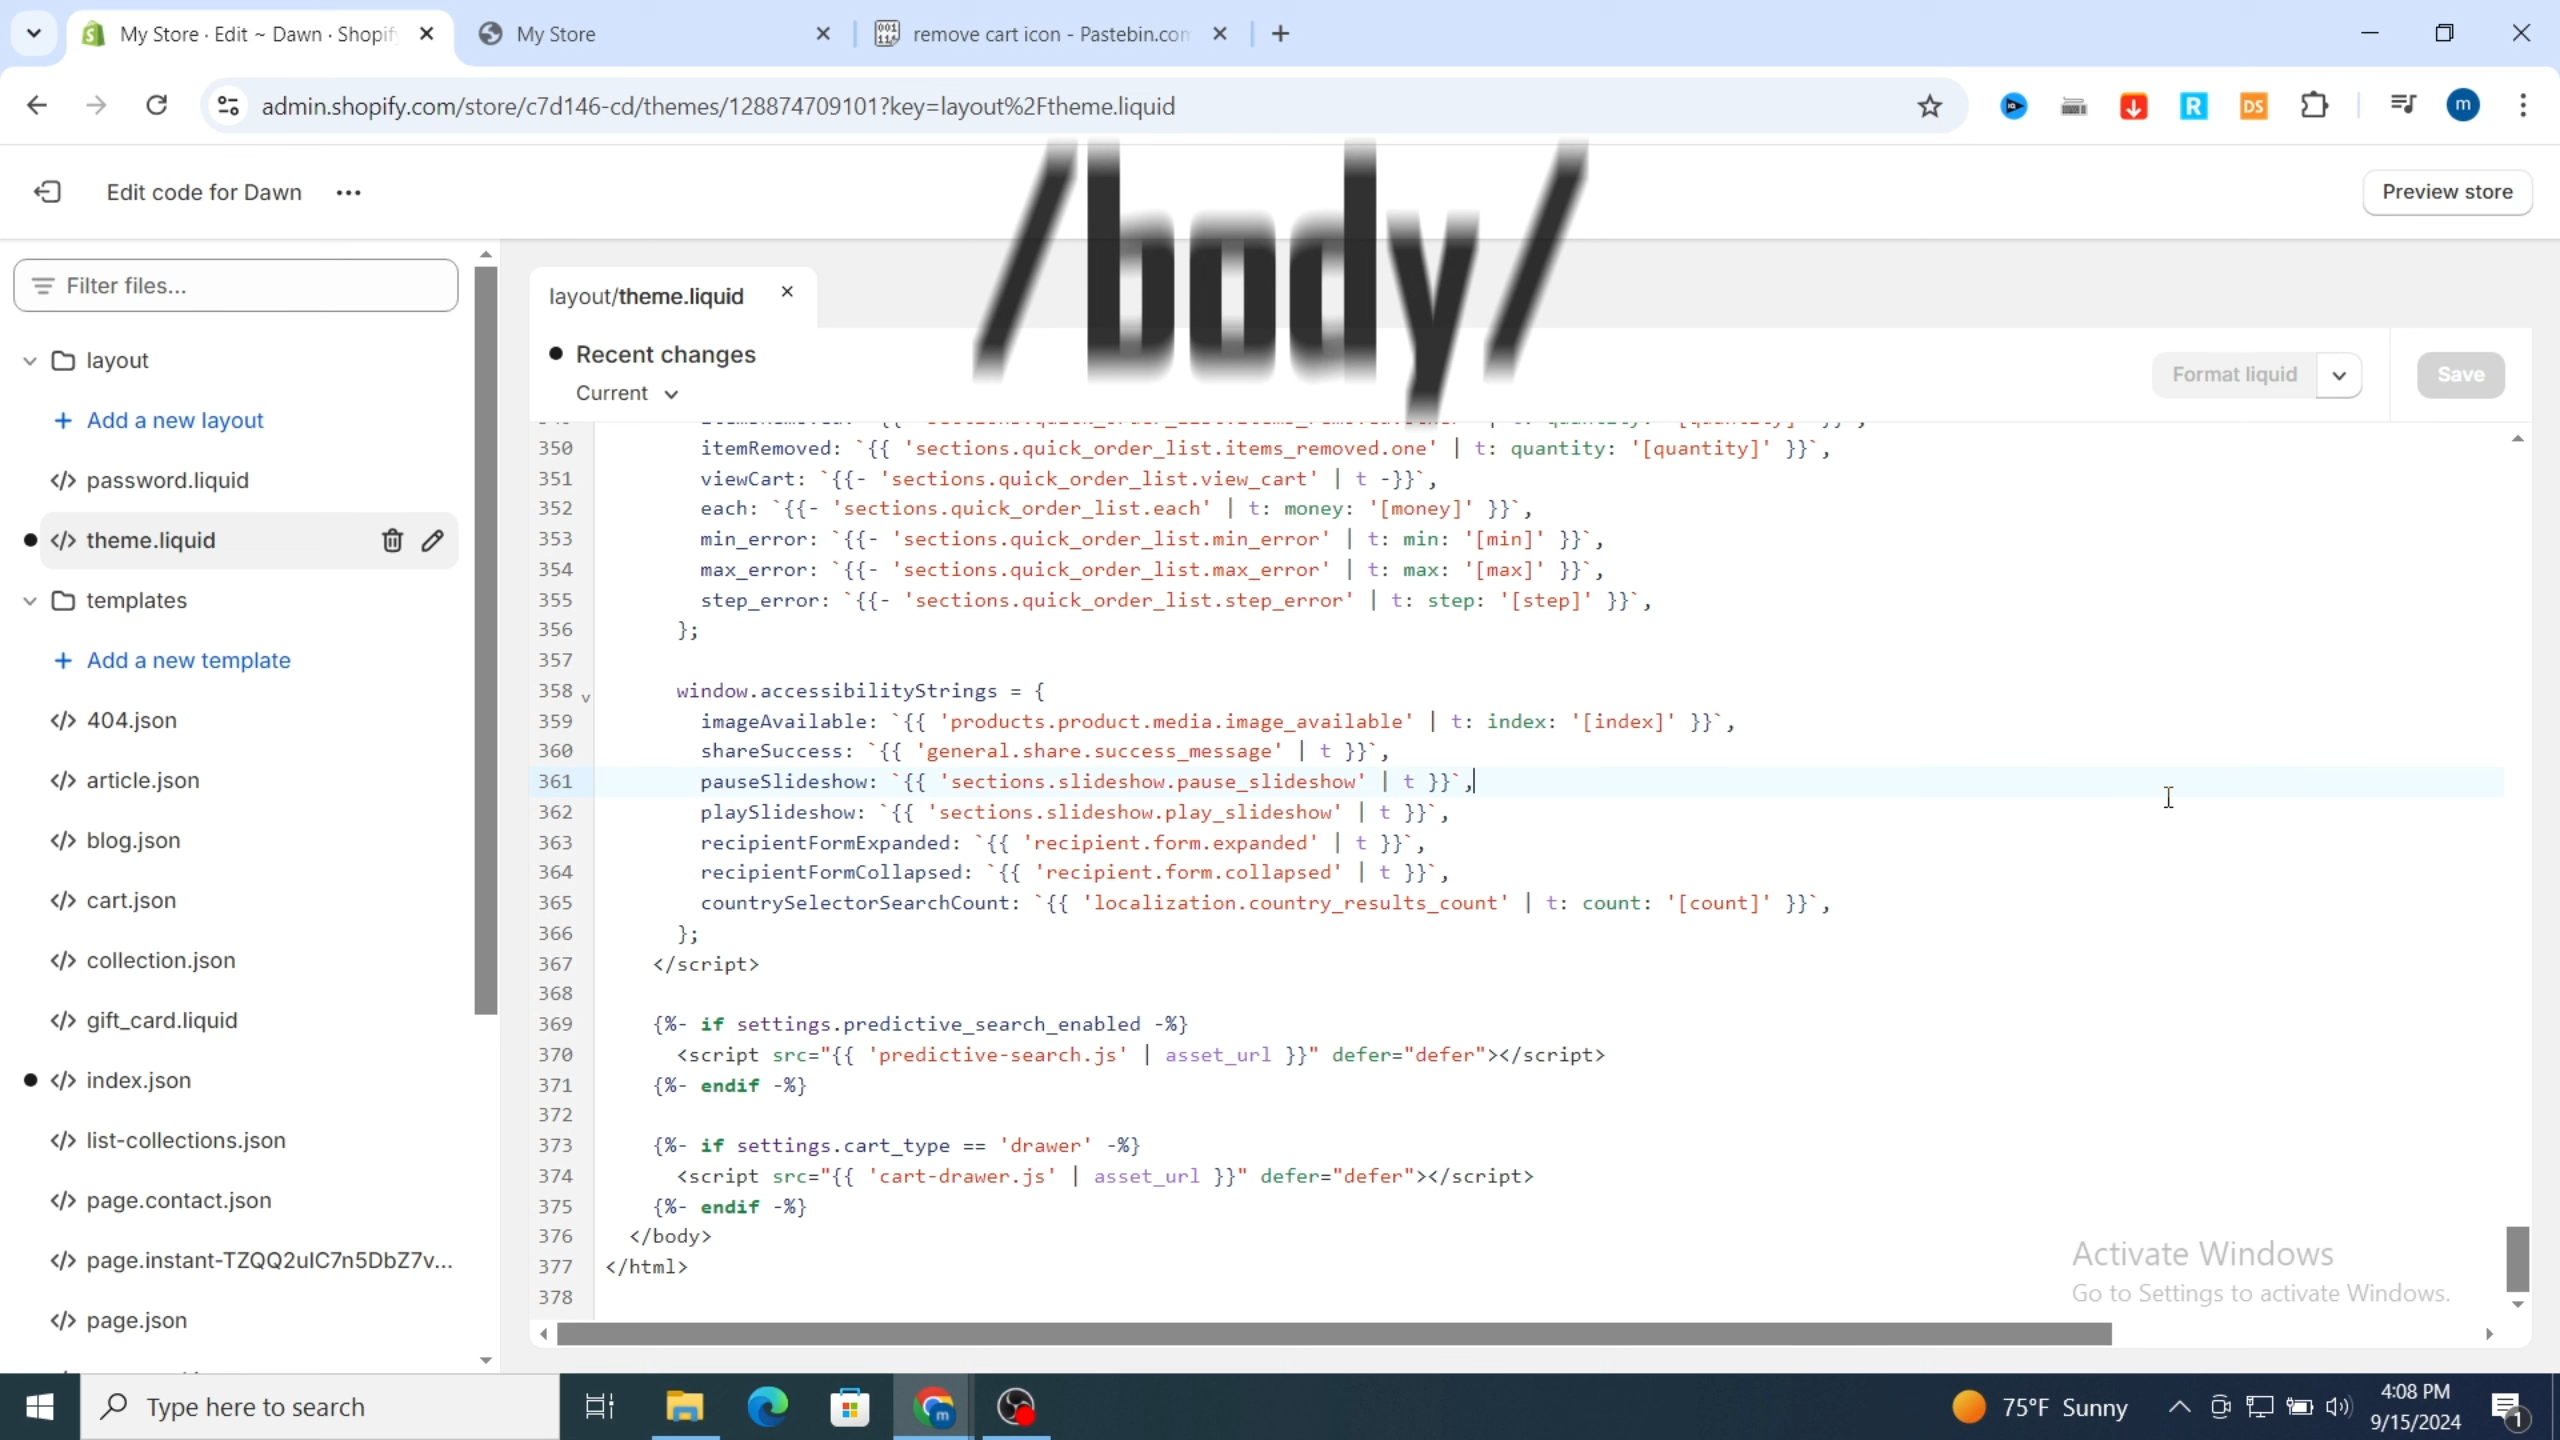 My Store · Edit ~ Dawn · Shopif
My Store
remove cart icon - Pastebin.com
admin.shopify.com/store/c7d146-cd/themes/128874709101?key=layout%2Ftheme.liquid
m
/body/
Edit code for Dawn
Preview store
Filter files...
layout
+ Add a new layout
</> password.liquid
</> theme.liquid
templates
+ Add a new template
</> 404.json
</> article.json
</> blog.json
</> cart.json
</> collection.json
</> gift_card.liquid
</> index.json
</> list-collections.json
</> page.contact.json
</> page.instant-TZQQ2uIC7n5DbZ7v...
</> page.json
layout/theme.liquid
Recent changes
Current
Format liquid
Save
350 itemRemoved: `{{ 'sections.quick_order_list.items_removed.one' | t: quantity: '[quantity]' }}`,
351 viewCart: `{{- 'sections.quick_order_list.view_cart' | t -}}`,
352 each: `{{- 'sections.quick_order_list.each' | t: money: '[money]' }}`,
353 min_error: `{{- 'sections.quick_order_list.min_error' | t: min: '[min]' }}`,
354 max_error: `{{- 'sections.quick_order_list.max_error' | t: max: '[max]' }}`,
355 step_error: `{{- 'sections.quick_order_list.step_error' | t: step: '[step]' }}`,
356 };
357
358 window.accessibilityStrings = {
359 imageAvailable: `{{ 'products.product.media.image_available' | t: index: '[index]' }}`,
360 shareSuccess: `{{ 'general.share.success_message' | t }}`,
361 pauseSlideshow: `{{ 'sections.slideshow.pause_slideshow' | t }}`,
362 playSlideshow: `{{ 'sections.slideshow.play_slideshow' | t }}`,
363 recipientFormExpanded: `{{ 'recipient.form.expanded' | t }}`,
364 recipientFormCollapsed: `{{ 'recipient.form.collapsed' | t }}`,
365 countrySelectorSearchCount: `{{ 'localization.country_results_count' | t: count: '[count]' }}`,
366 };
367 </script>
368
369 {%- if settings.predictive_search_enabled -%}
370 <script src="{{ 'predictive-search.js' | asset_url }}" defer="defer"></script>
371 {%- endif -%}
372
373 {%- if settings.cart_type == 'drawer' -%}
374 <script src="{{ 'cart-drawer.js' | asset_url }}" defer="defer"></script>
375 {%- endif -%}
376 </body>
377 </html>
378
Activate Windows
Go to Settings to activate Windows.
Type here to search
75°F Sunny
4:08 PM
9/15/2024
1